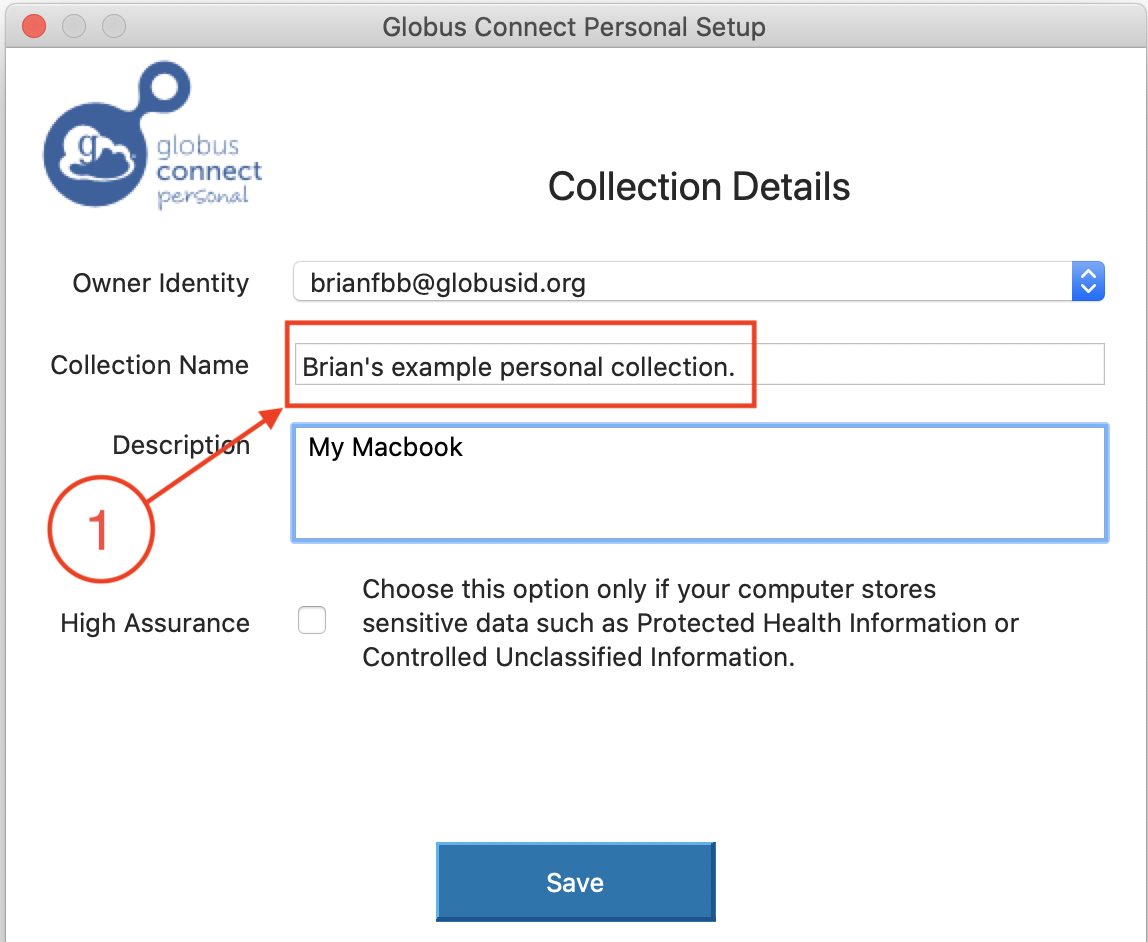 Globus Connect Personal Setup
g
globus
connect
personal
Collection Details
Owner Identity
brianfbb@globusid.org
Collection Name
Brian's example personal collection.
Description
My Macbook
1
High Assurance
Choose this option only if your computer stores
sensitive data such as Protected Health Information or
Controlled Unclassified Information.
Save